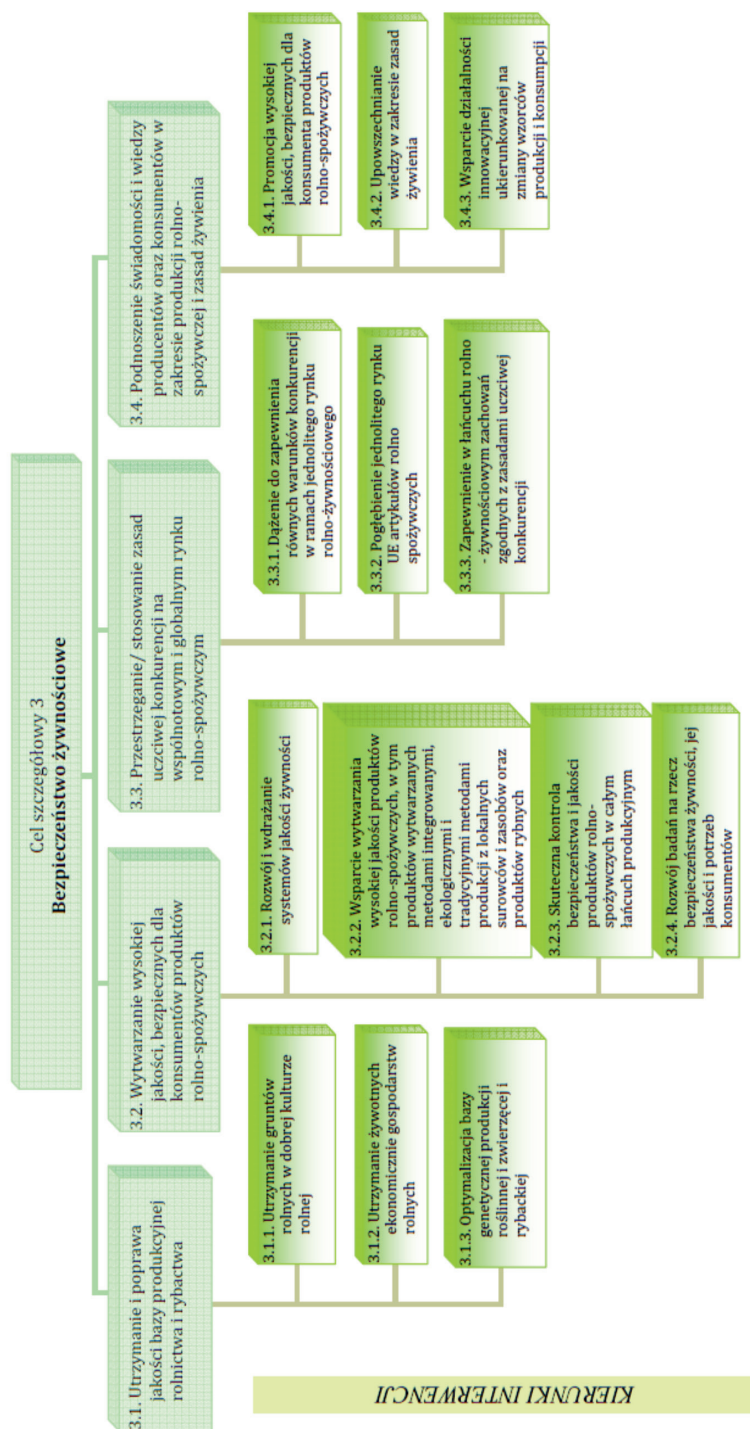 Cel szczegółowy 3
Bezpieczeństwo żywnościowe
3.1. Utrzymanie i poprawa
jakości bazy produkcyjnej
rolnictwa i rybactwa
3.2. Wytwarzanie wysokiej
jakości, bezpiecznych dla
konsumentów produktów
rolno-spożywczych
3.3. Przestrzeganie/ stosowanie zasad
uczciwej konkurencji na
wspólnotowym i globalnym rynku
rolno-spożywczym
3.4. Podnoszenie świadomości i wiedzy
producentów oraz konsumentów w
zakresie produkcji rolno-
spożywczej i zasad żywienia
KIERUNKI INTERWENCJI
3.1.1. Utrzymanie gruntów
rolnych w dobrej kulturze
rolnej
3.1.2. Utrzymanie żywotnych
ekonomicznie gospodarstw
rolnych
3.1.3. Optymalizacja bazy
genetycznej produkcji
roślinnej i zwierzęcej i
rybackiej
3.2.1. Rozwój i wdrażanie
systemów jakości żywności
3.2.2. Wsparcie wytwarzania
wysokiej jakości produktów
rolno-spożywczych, w tym
produktów wytwarzanych
metodami integrowanymi,
ekologicznymi i
tradycyjnymi metodami
produkcji z lokalnych
surowców i zasobów oraz
produktów rybnych
3.2.3. Skuteczna kontrola
bezpieczeństwa i jakości
produktów rolno-
spożywczych w całym
łańcuch produkcyjnym
3.2.4. Rozwój badań na rzecz
bezpieczeństwa żywności, jej
jakości i potrzeb
konsumentów
3.3.1. Dążenie do zapewnienia
równych warunków konkurencji
w ramach jednolitego rynku
rolno-żywnościowego
3.3.2. Pogłębienie jednolitego rynku
UE artykułów rolno
spożywczych
3.3.3. Zapewnienie w łańcuchu rolno
- żywnościowym zachowań
zgodnych z zasadami uczciwej
konkurencji
3.4.1. Promocja wysokiej
jakości, bezpiecznych dla
konsumenta produktów
rolno-spożywczych
3.4.2. Upowszechnianie
wiedzy w zakresie zasad
żywienia
3.4.3. Wsparcie działalności
innowacyjnej
ukierunkowanej na
zmiany wzorców
produkcji i konsumpcji